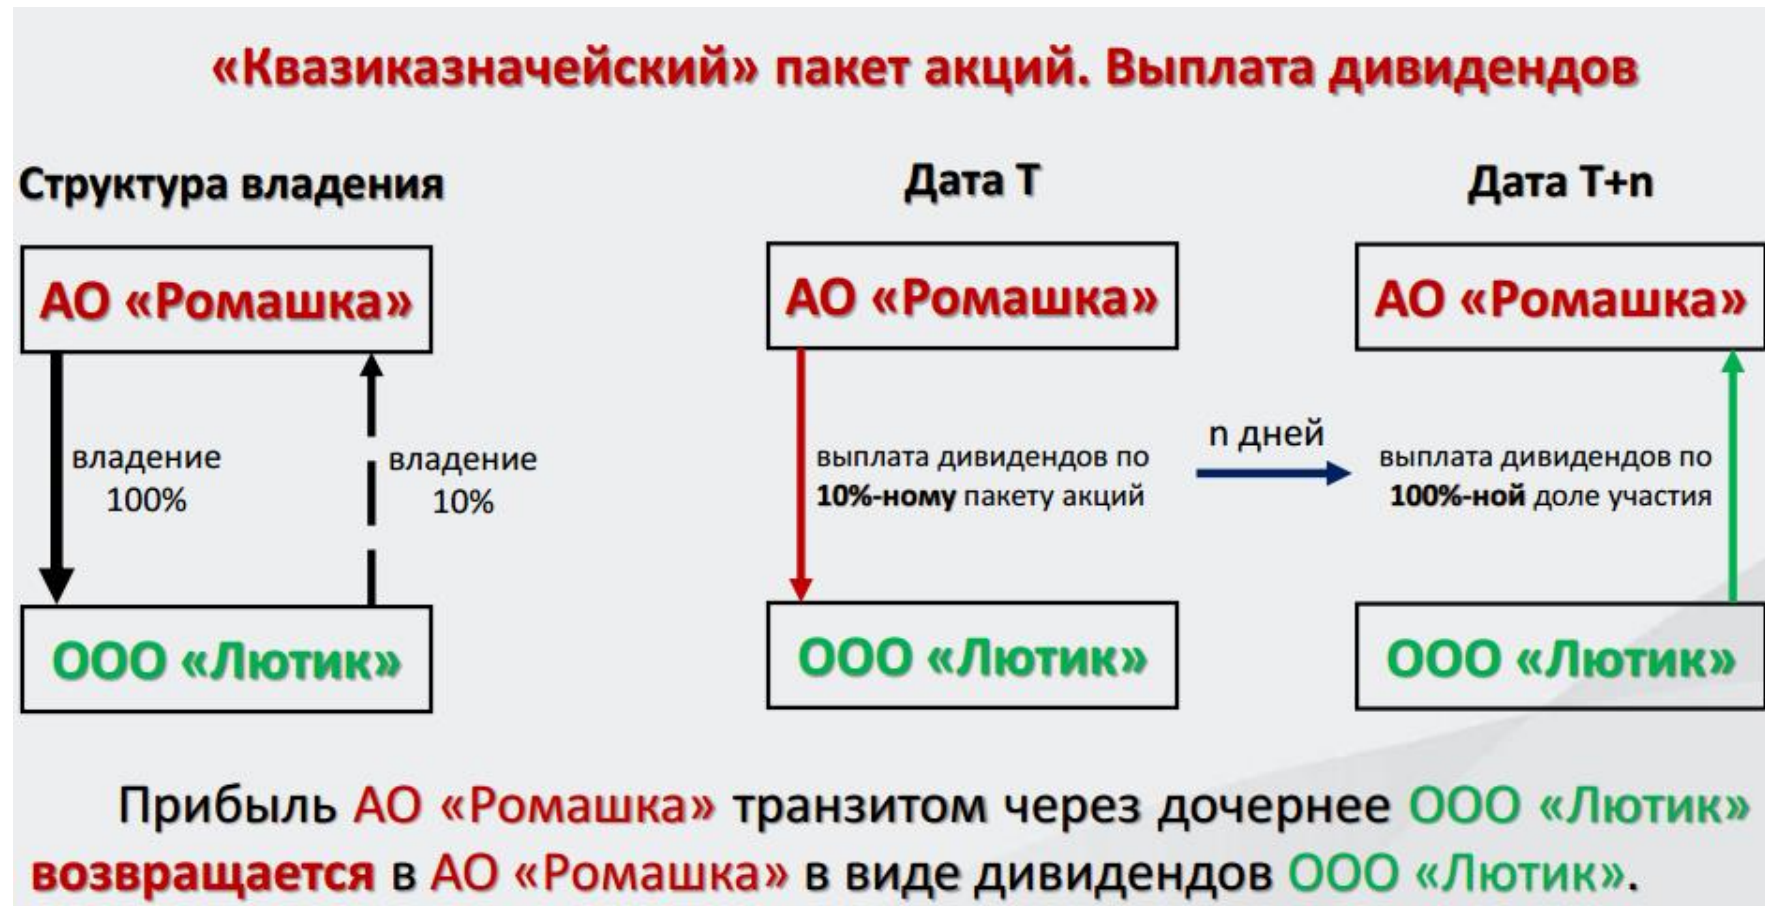 «Квазиказначейский» пакет акций. Выплата дивидендов
Структура владения
АО «Ромашка»
владение
100%
владение
10%
ООО «Лютик»
Дата Т
АО «Ромашка»
выплата дивидендов по
10%-ному пакету акций
ООО «Лютик»
n дней
Дата Т+n
АО «Ромашка»
выплата дивидендов по
100%-ной доле участия
ООО «Лютик»
Прибыль АО «Ромашка» транзитом через дочернее ООО «Лютик»
возвращается в АО «Ромашка» в виде дивидендов ООО «Лютик».